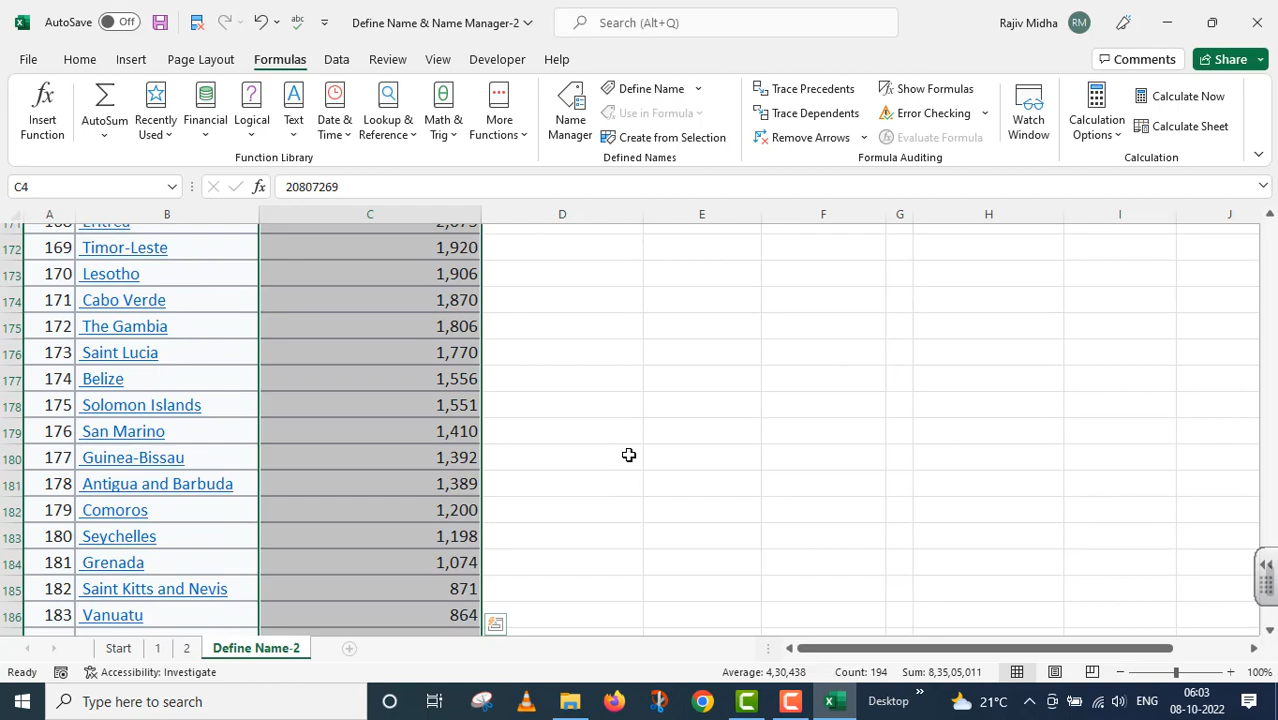 AutoSave Off Define Name & Name Manager-2 Search (Alt+Q) Rajiv Midha RM
File Home Insert Page Layout Formulas Data Review View Developer Help Comments Share
Insert Function AutoSum Recently Used Financial Logical Text Date & Time Lookup & Reference Math & Trig More Functions
Name Manager Define Name Use in Formula Create from Selection
Trace Precedents Trace Dependents Remove Arrows Show Formulas Error Checking Evaluate Formula
Watch Window Calculation Options Calculate Now Calculate Sheet
Function Library Defined Names Formula Auditing Calculation
C4 fx 20807269
A B C D E F G H I J
172 169 Timor-Leste 1,920
173 170 Lesotho 1,906
174 171 Cabo Verde 1,870
175 172 The Gambia 1,806
176 173 Saint Lucia 1,770
177 174 Belize 1,556
178 175 Solomon Islands 1,551
179 176 San Marino 1,410
180 177 Guinea-Bissau 1,392
181 178 Antigua and Barbuda 1,389
182 179 Comoros 1,200
183 180 Seychelles 1,198
184 181 Grenada 1,074
185 182 Saint Kitts and Nevis 871
186 183 Vanuatu 864
Start 1 2 Define Name-2
Ready Accessibility: Investigate Average: 4,30,438 Count: 194 Sum: 8,35,05,011 100%
Type here to search Desktop 21°C ENG 06:03
08-10-2022